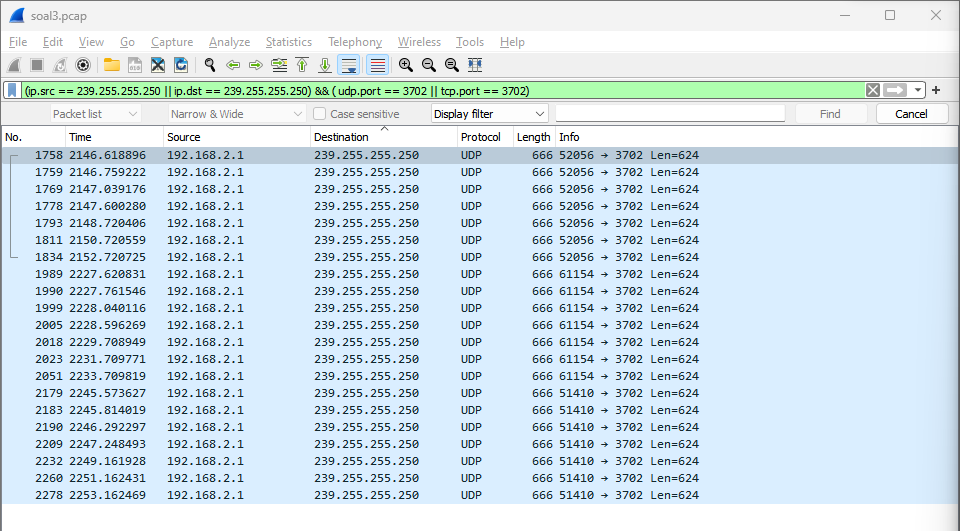 soal3.pcap
File Edit View Go Capture Analyze Statistics Telephony Wireless Tools Help
(ip.src == 239.255.255.250 || ip.dst == 239.255.255.250) && ( udp.port == 3702 || tcp.port == 3702)
Packet list Narrow & Wide Case sensitive Display filter Find Cancel
No. Time Source Destination Protocol Length Info
1758 2146.618896 192.168.2.1 239.255.255.250 UDP 666 52056 → 3702 Len=624
1759 2146.759222 192.168.2.1 239.255.255.250 UDP 666 52056 → 3702 Len=624
1769 2147.039176 192.168.2.1 239.255.255.250 UDP 666 52056 → 3702 Len=624
1778 2147.600280 192.168.2.1 239.255.255.250 UDP 666 52056 → 3702 Len=624
1793 2148.720406 192.168.2.1 239.255.255.250 UDP 666 52056 → 3702 Len=624
1811 2150.720559 192.168.2.1 239.255.255.250 UDP 666 52056 → 3702 Len=624
1834 2152.720725 192.168.2.1 239.255.255.250 UDP 666 52056 → 3702 Len=624
1989 2227.620831 192.168.2.1 239.255.255.250 UDP 666 61154 → 3702 Len=624
1990 2227.761546 192.168.2.1 239.255.255.250 UDP 666 61154 → 3702 Len=624
1999 2228.040116 192.168.2.1 239.255.255.250 UDP 666 61154 → 3702 Len=624
2005 2228.596269 192.168.2.1 239.255.255.250 UDP 666 61154 → 3702 Len=624
2018 2229.708949 192.168.2.1 239.255.255.250 UDP 666 61154 → 3702 Len=624
2023 2231.709771 192.168.2.1 239.255.255.250 UDP 666 61154 → 3702 Len=624
2051 2233.709819 192.168.2.1 239.255.255.250 UDP 666 61154 → 3702 Len=624
2179 2245.573627 192.168.2.1 239.255.255.250 UDP 666 51410 → 3702 Len=624
2183 2245.814019 192.168.2.1 239.255.255.250 UDP 666 51410 → 3702 Len=624
2190 2246.292297 192.168.2.1 239.255.255.250 UDP 666 51410 → 3702 Len=624
2209 2247.248493 192.168.2.1 239.255.255.250 UDP 666 51410 → 3702 Len=624
2232 2249.161928 192.168.2.1 239.255.255.250 UDP 666 51410 → 3702 Len=624
2260 2251.162431 192.168.2.1 239.255.255.250 UDP 666 51410 → 3702 Len=624
2278 2253.162469 192.168.2.1 239.255.255.250 UDP 666 51410 → 3702 Len=624